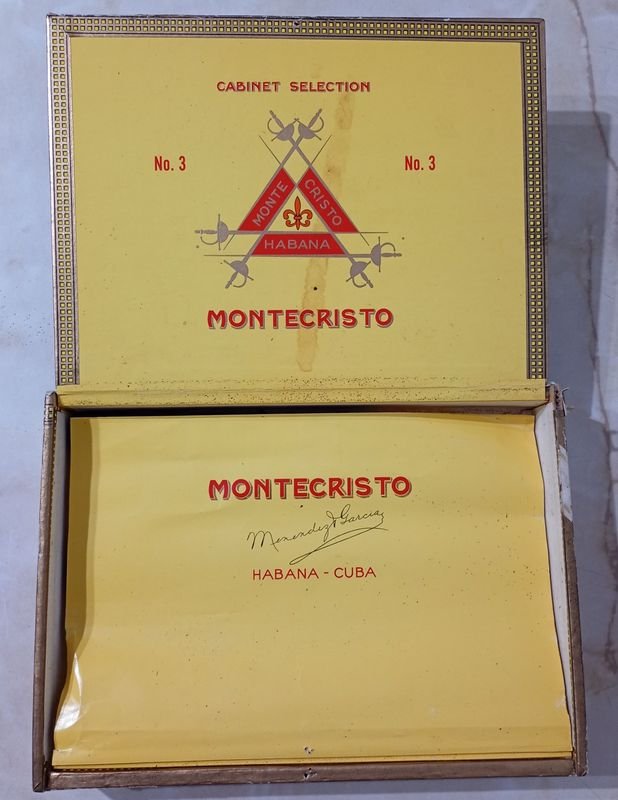 CABINET SELECTION
No. 3
No. 3
MONTE
CRISTO
HABANA
MONTECRISTO
MONTECRISTO
Menendez y Garcia
HABANA - CUBA